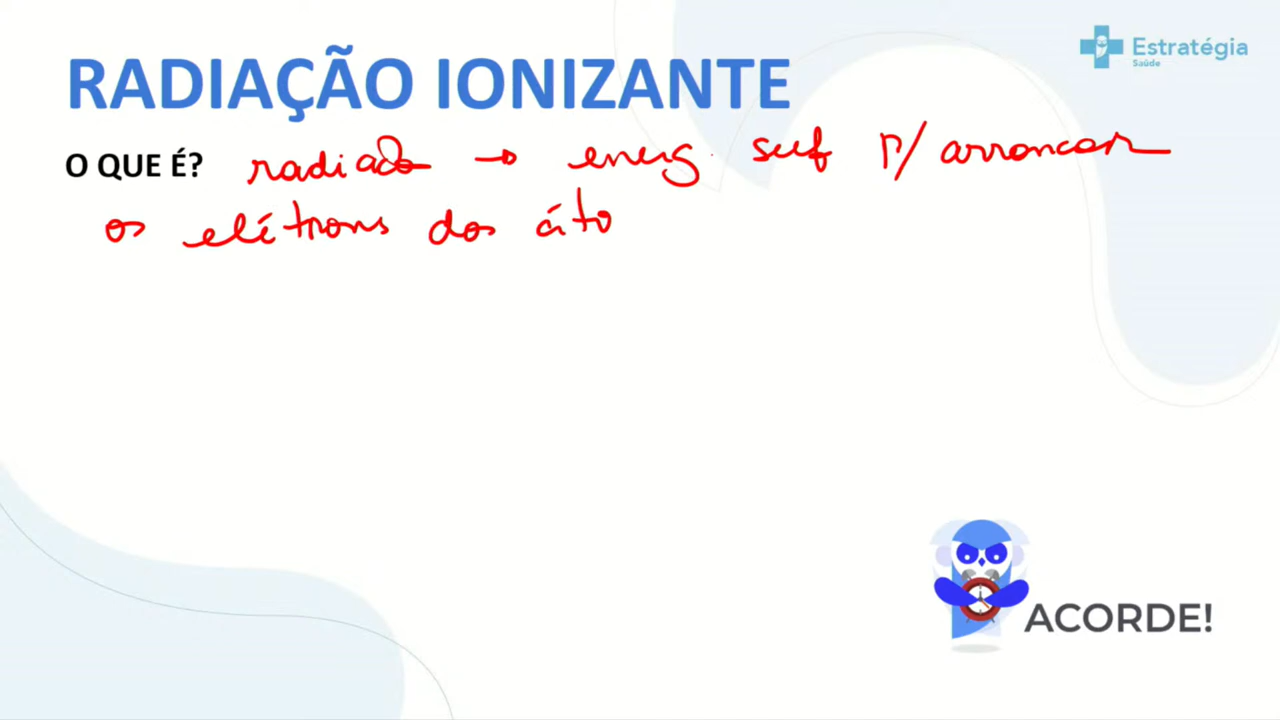 Estratégia
Saúde
RADIAÇÃO IONIZANTE
O QUE É? radiação → energ. suf p/ arrancar
os elétrons dos áto
ACORDE!